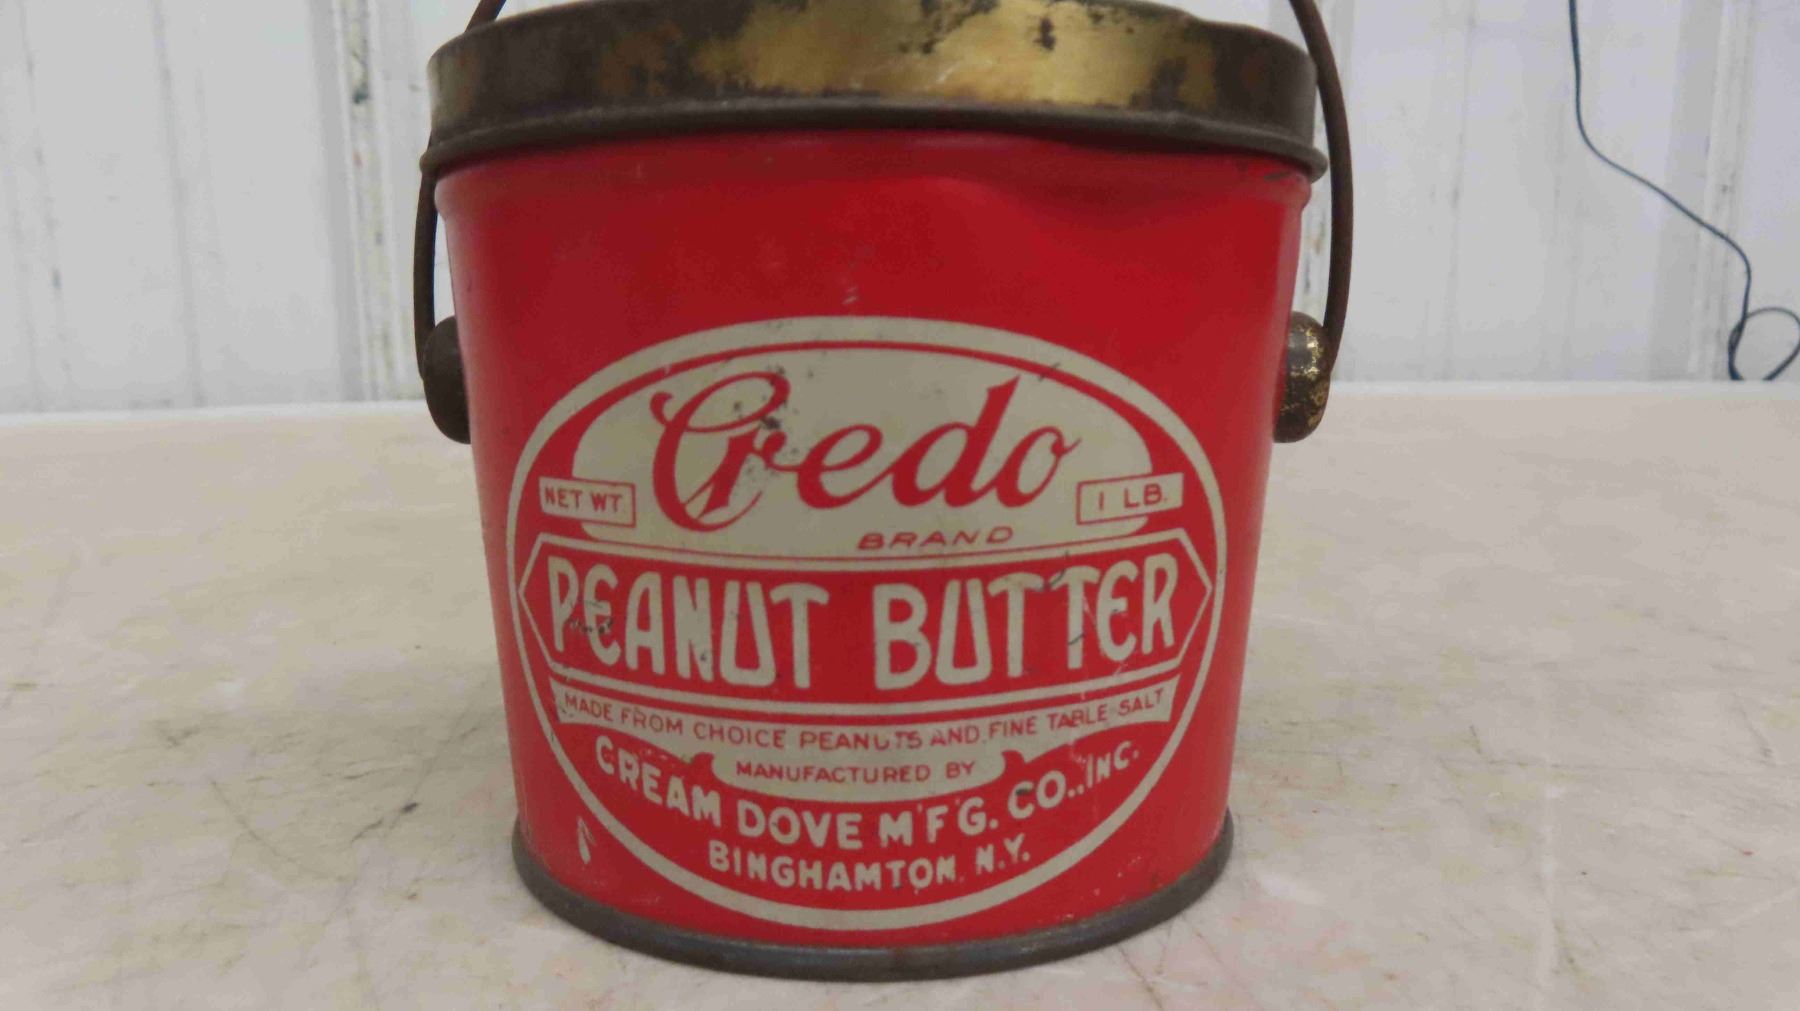 Credo
NET WT. 1 LB.
BRAND
PEANUT BUTTER
MADE FROM CHOICE PEANUTS AND FINE TABLE SALT
MANUFACTURED BY
CREAM DOVE M'F'G. CO., INC.
BINGHAMTON, N.Y.